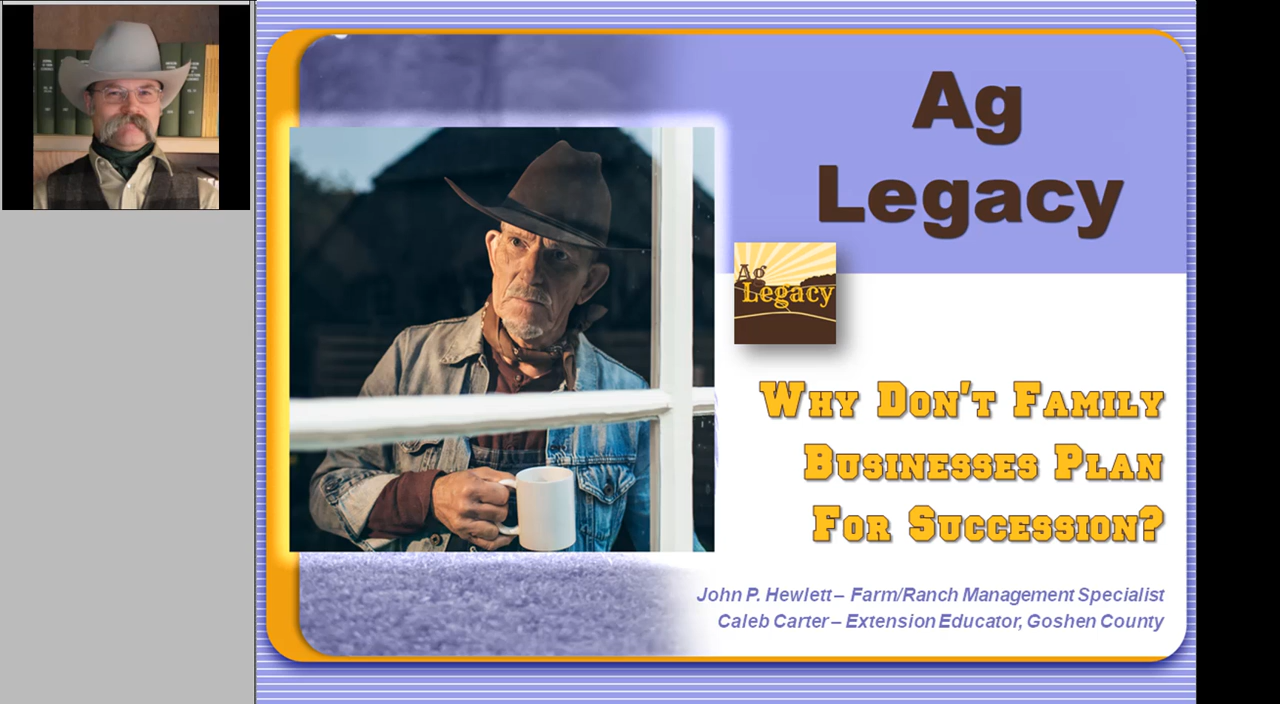 Ag
Legacy
Ag
Legacy
Why Don't Family
Businesses Plan
For Succession?
John P. Hewlett – Farm/Ranch Management Specialist
Caleb Carter – Extension Educator, Goshen County